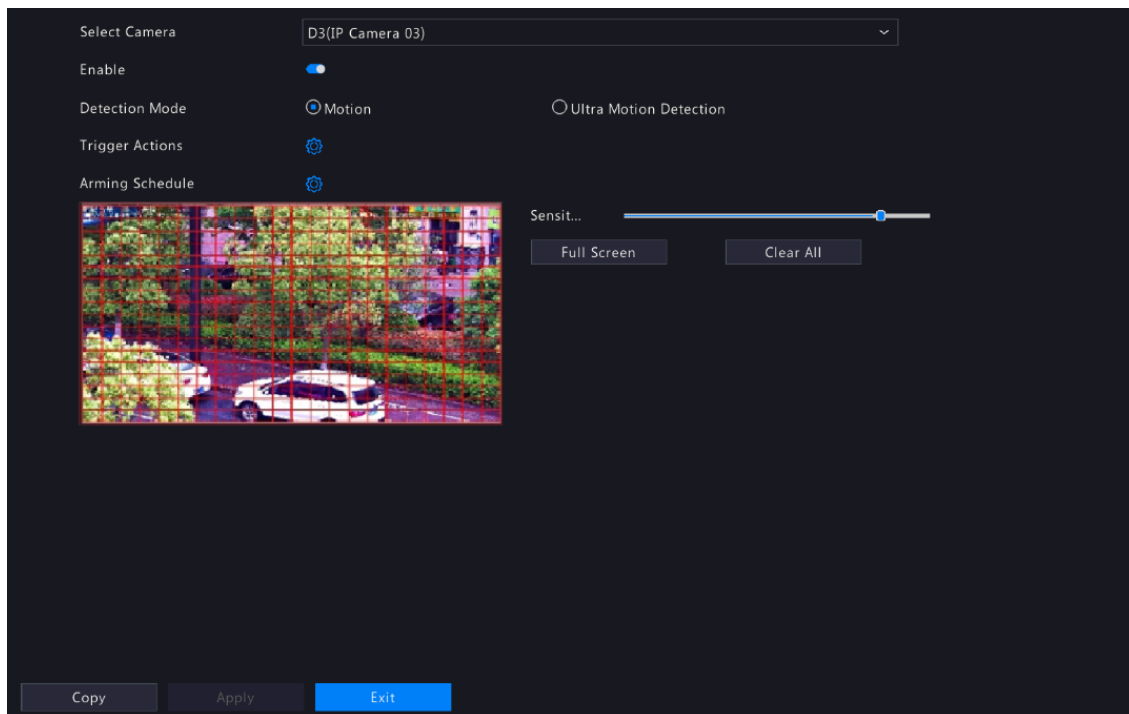 Select Camera D3(IP Camera 03)
Enable
Detection Mode Motion Ultra Motion Detection
Trigger Actions
Arming Schedule
Sensit...
Full Screen Clear All
Copy Apply Exit